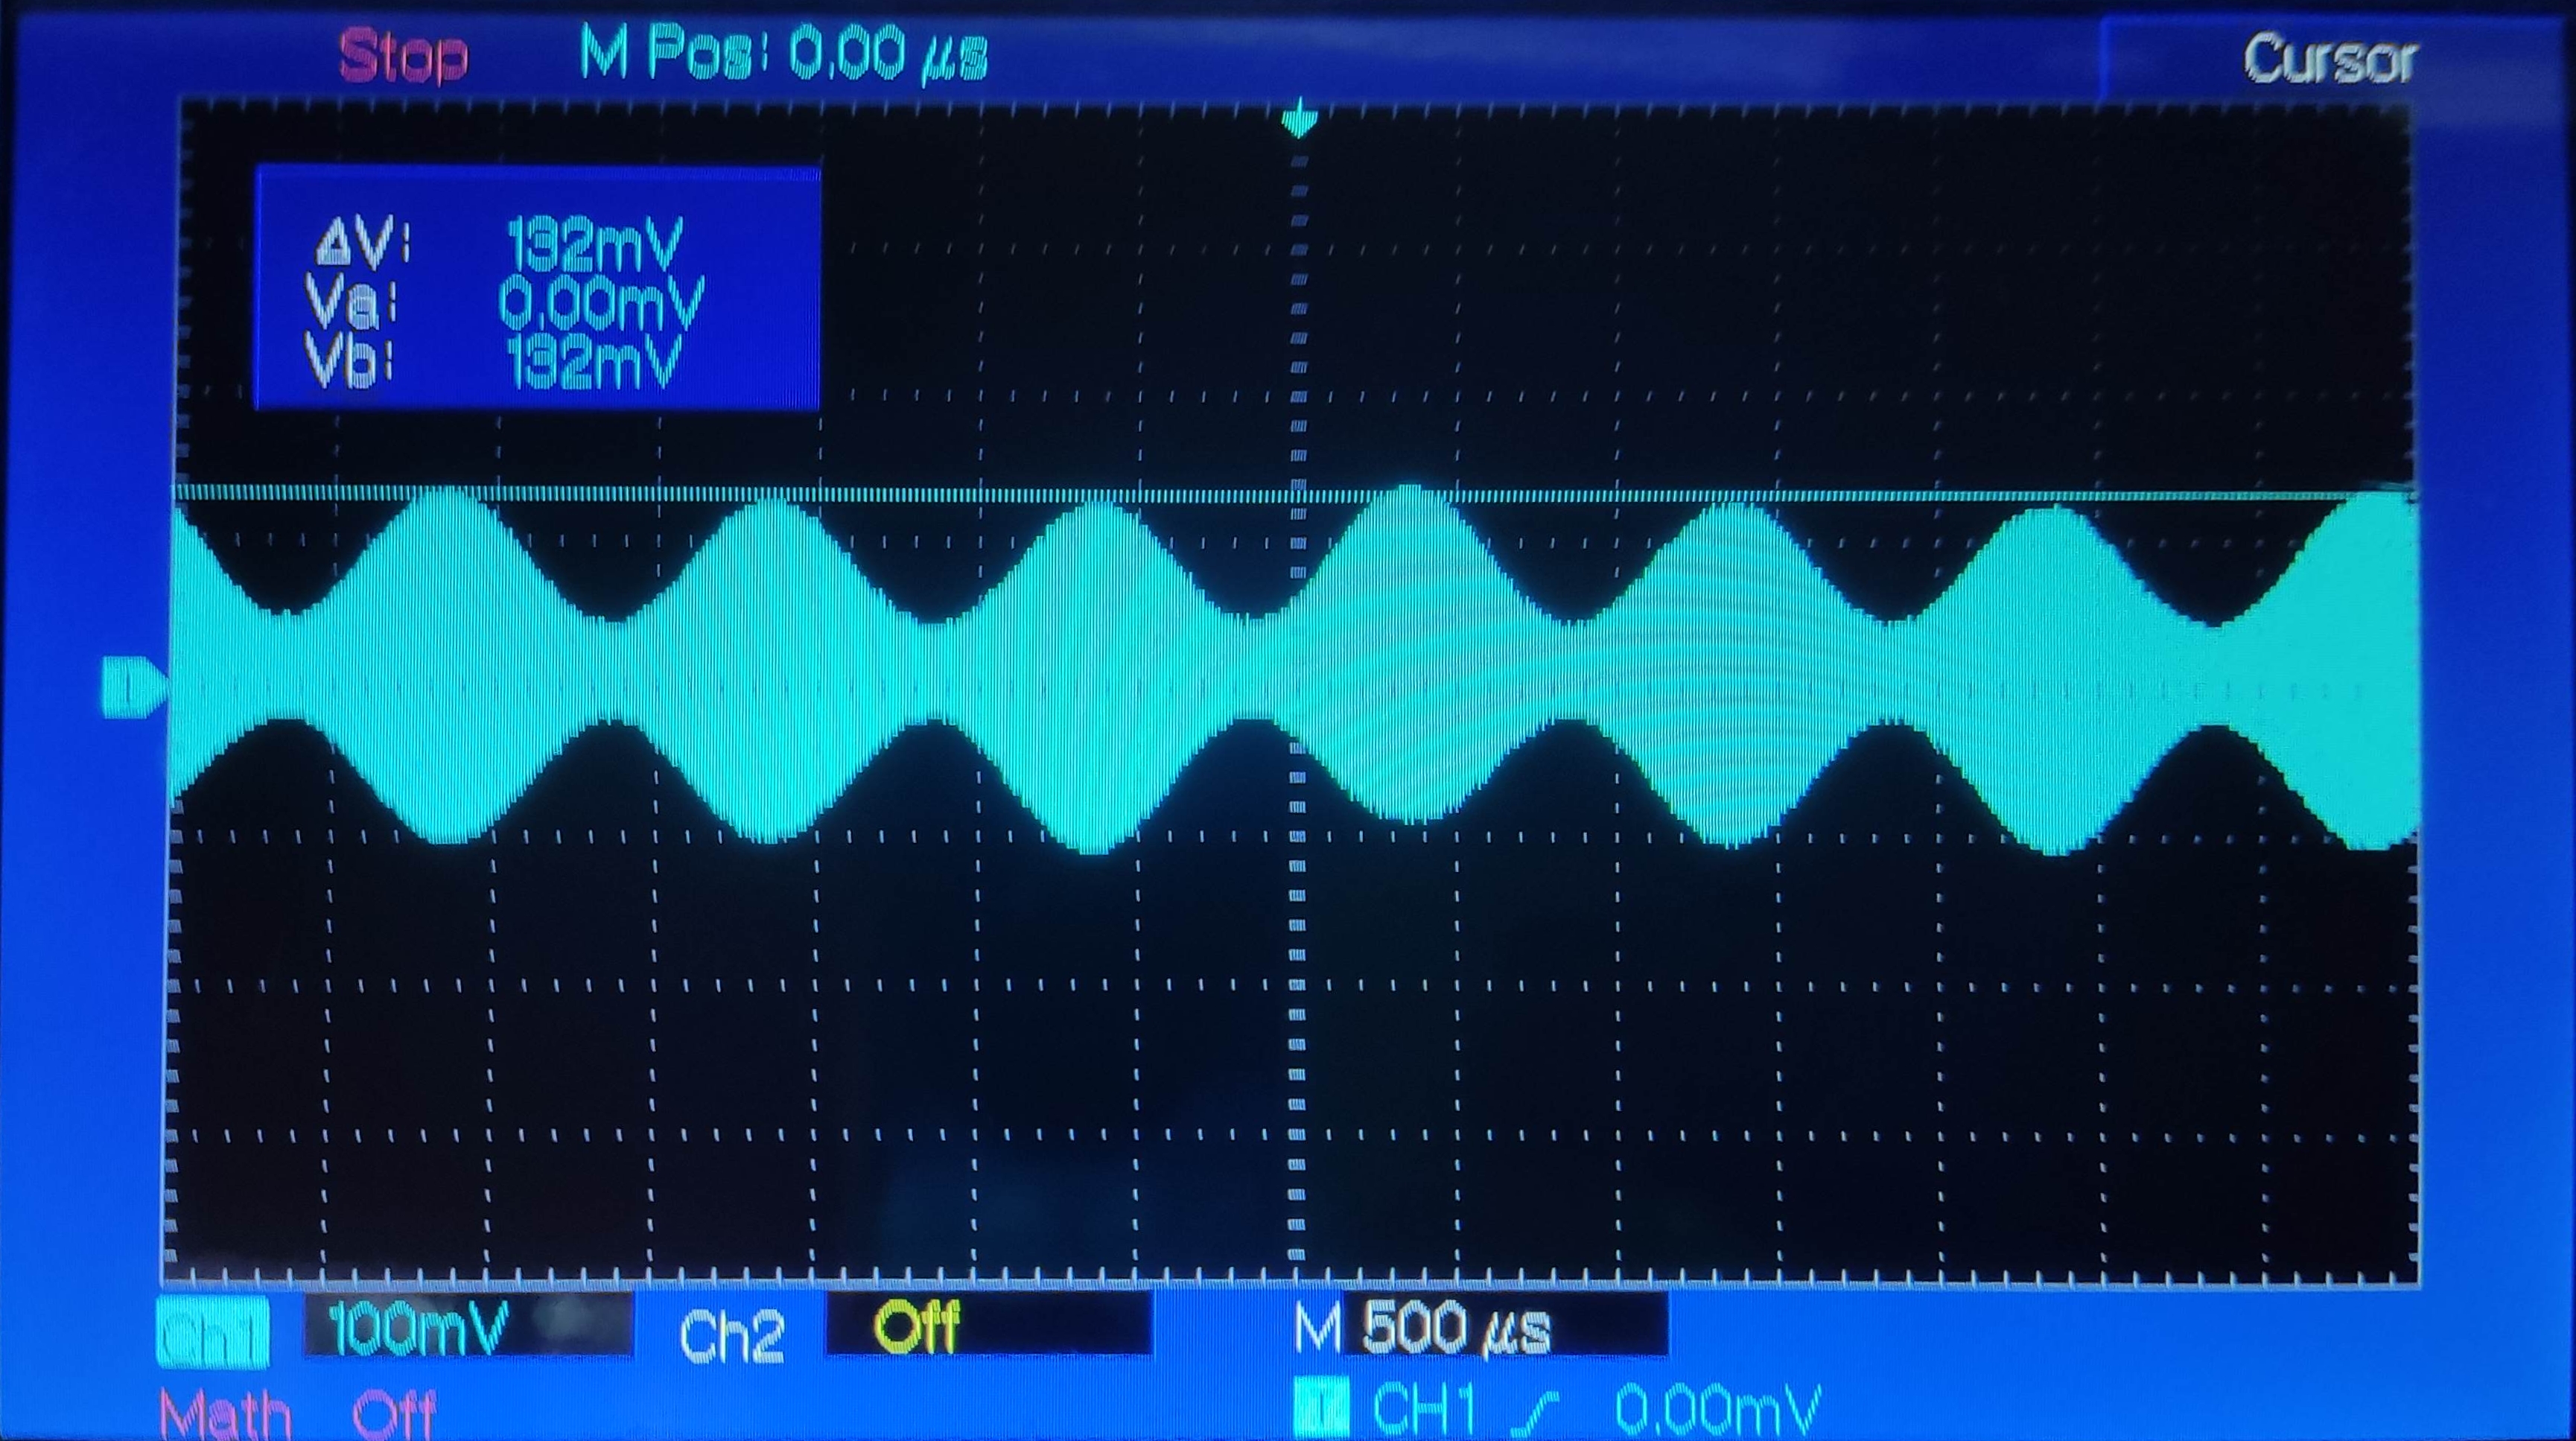 Stop M Pos: 0.00 μs Cursor
ΔV: 132mV
Va: 0.00mV
Vb: 132mV
1
Ch1 100mV Ch2 Off M 500 μs
Math Off T CH1 0.00mV